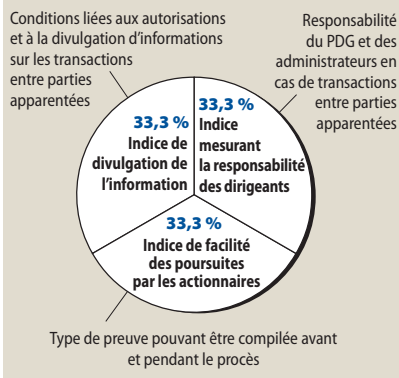 Conditions liées aux autorisations
et à la divulgation d'informations
sur les transactions
entre parties
apparentées
Responsabilité
du PDG et des
administrateurs en
cas de transactions
entre parties
apparentées
33,3 %
Indice de
divulgation de
l'information
33,3 %
Indice
mesurant
la responsabilité
des dirigeants
33,3 %
Indice de facilité
des poursuites
par les actionnaires
Type de preuve pouvant être compilée avant
et pendant le procès